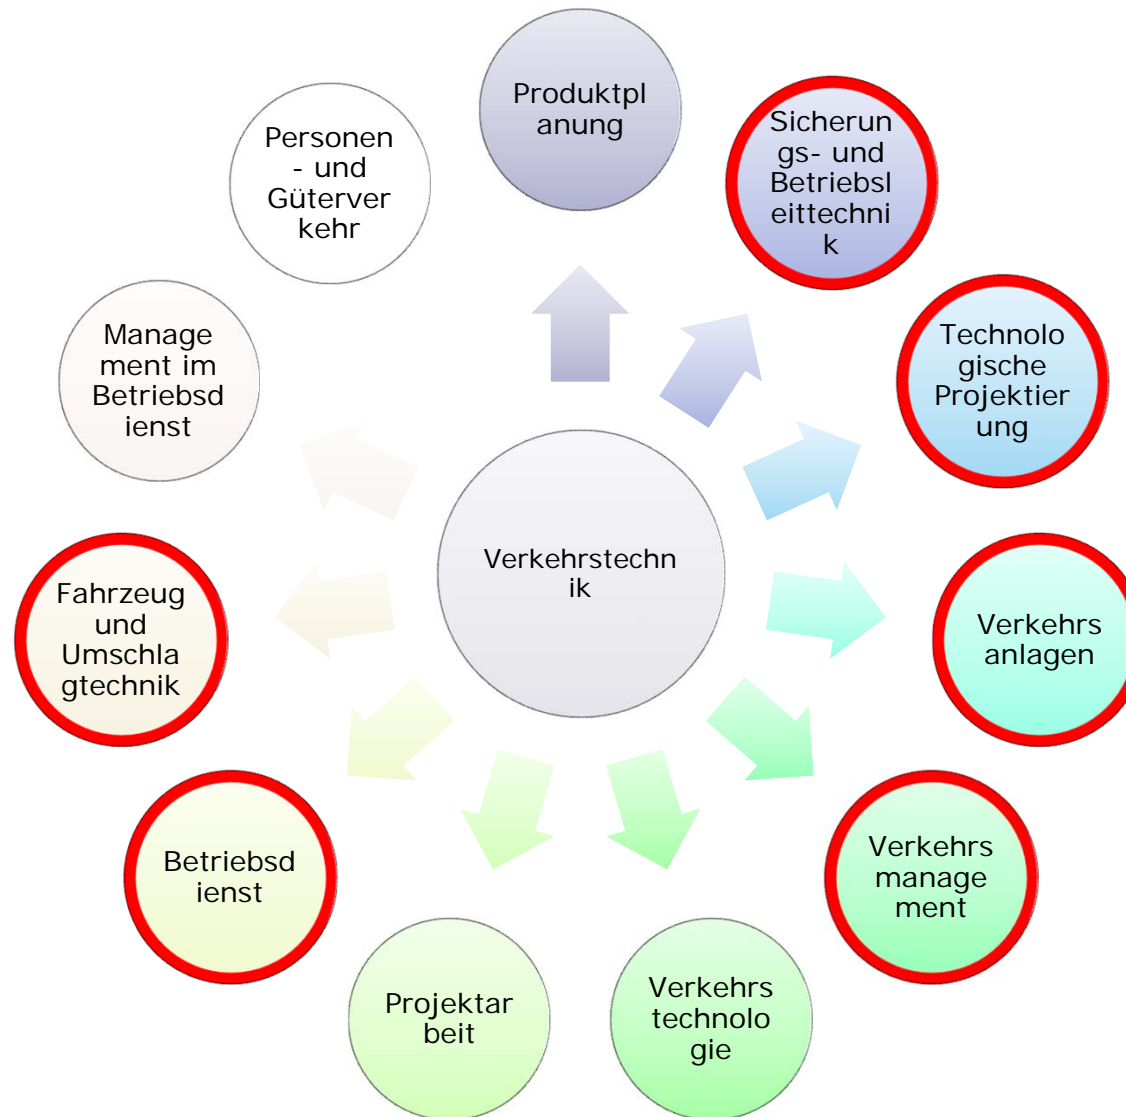 Produktpl
anung
Sicherun
gs- und
Betriebsl
eittechni
k
Technolo
gische
Projektier
ung
Verkehrs
anlagen
Verkehrs
manage
ment
Verkehrs
technolo
gie
Projektar
beit
Betriebsd
ienst
Fahrzeug
und
Umschla
gtechnik
Manage
ment im
Betriebsd
ienst
Personen
- und
Güterver
kehr
Verkehrstechn
ik